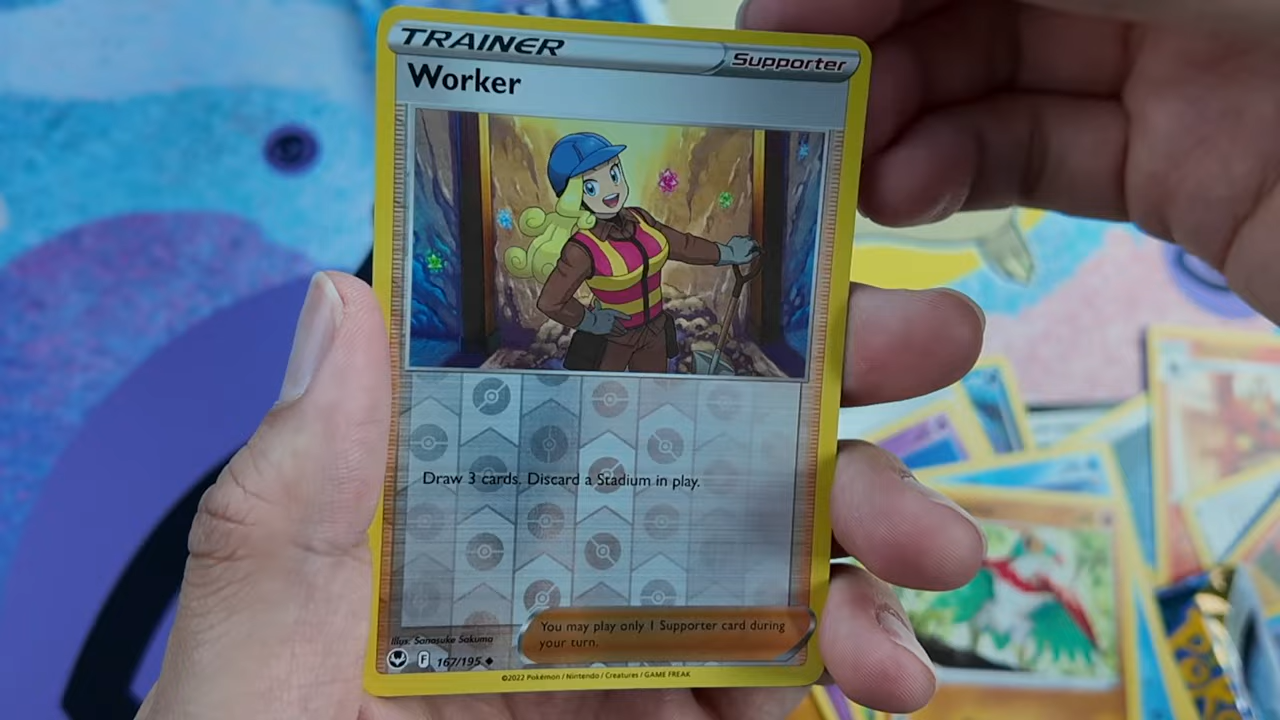 TRAINER
Supporter
Worker
Draw 3 cards. Discard a Stadium in play.
You may play only 1 Supporter card during
your turn.
Illus. Sanosuke Sakuma
F 167/195
©2022 Pokémon / Nintendo / Creatures / GAME FREAK